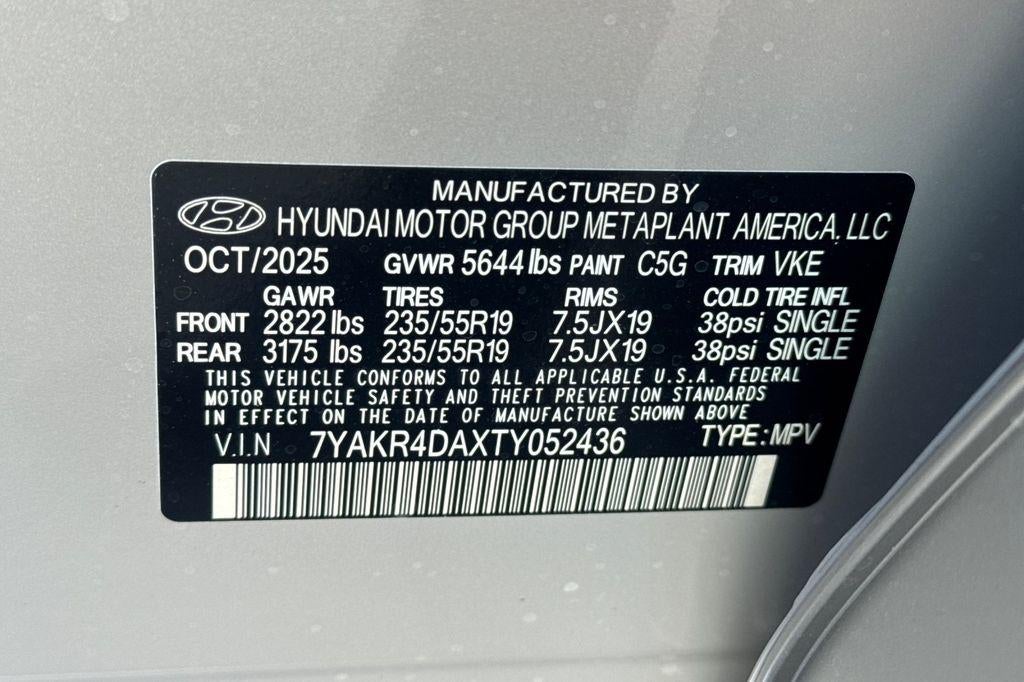 MANUFACTURED BY
HYUNDAI MOTOR GROUP METAPLANT AMERICA, LLC
OCT/2025 GVWR 5644 lbs PAINT C5G TRIM VKE
GAWR TIRES RIMS COLD TIRE INFL
FRONT 2822 lbs 235/55R19 7.5JX19 38psi SINGLE
REAR 3175 lbs 235/55R19 7.5JX19 38psi SINGLE
THIS VEHICLE CONFORMS TO ALL APPLICABLE U.S.A. FEDERAL
MOTOR VEHICLE SAFETY AND THEFT PREVENTION STANDARDS
IN EFFECT ON THE DATE OF MANUFACTURE SHOWN ABOVE
V.I.N 7YAKR4DAXTY052436 TYPE: MPV